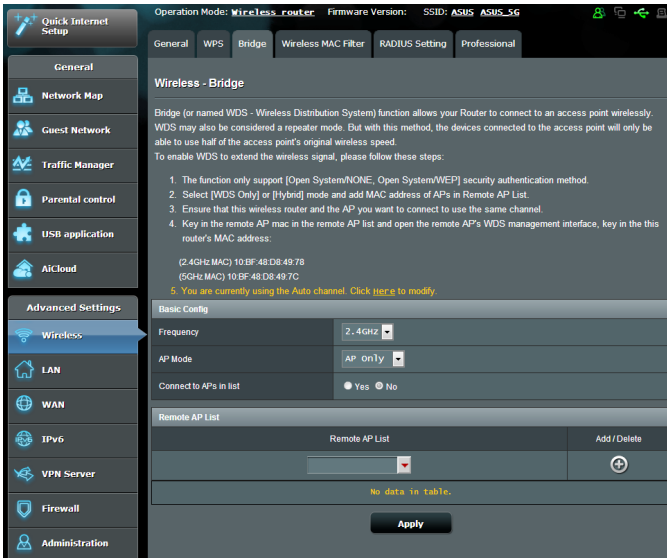 Quick Internet
Setup
Operation Mode: Wireless router Firmware Version: SSID: ASUS ASUS_5G
General WPS Bridge Wireless MAC Filter RADIUS Setting Professional
General
Network Map
Guest Network
Traffic Manager
Parental control
USB application
AiCloud
Advanced Settings
Wireless
LAN
WAN
IPv6
VPN Server
Firewall
Administration
Wireless - Bridge
Bridge (or named WDS - Wireless Distribution System) function allows your Router to connect to an access point wirelessly.
WDS may also be considered a repeater mode. But with this method, the devices connected to the access point will only be
able to use half of the access point's original wireless speed.
To enable WDS to extend the wireless signal, please follow these steps:
1. The function only support [Open System/NONE, Open System/WEP] security authentication method.
2. Select [WDS Only] or [Hybrid] mode and add MAC address of APs in Remote AP List.
3. Ensure that this wireless router and the AP you want to connect to use the same channel.
4. Key in the remote AP mac in the remote AP list and open the remote AP's WDS management interface, key in the this
router's MAC address:
(2.4GHz MAC) 10:BF:48:D8:49:78
(5GHz MAC) 10:BF:48:D8:49:7C
5. You are currently using the Auto channel. Click Here to modify.
Basic Config
Frequency 2.4GHz
AP Mode AP Only
Connect to APs in list Yes No
Remote AP List
Remote AP List Add / Delete
No data in table.
Apply